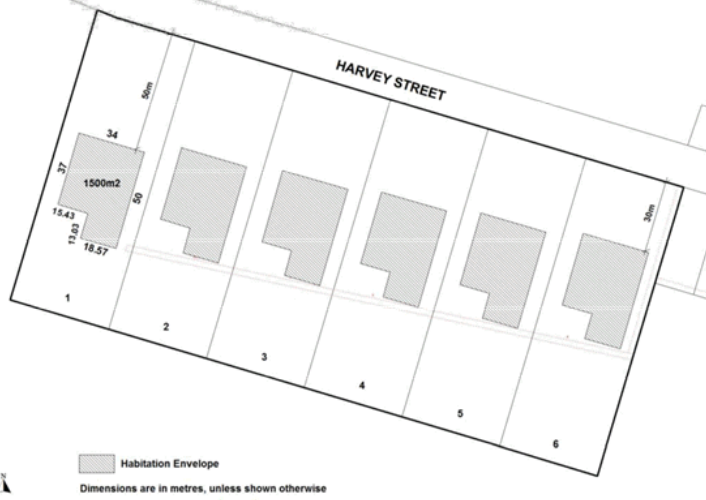 HARVEY STREET
50m
34
37
1500m2
50
15.43
13.03
18.57
30m
1
2
3
4
5
6
N
Habitation Envelope
Dimensions are in metres, unless shown otherwise